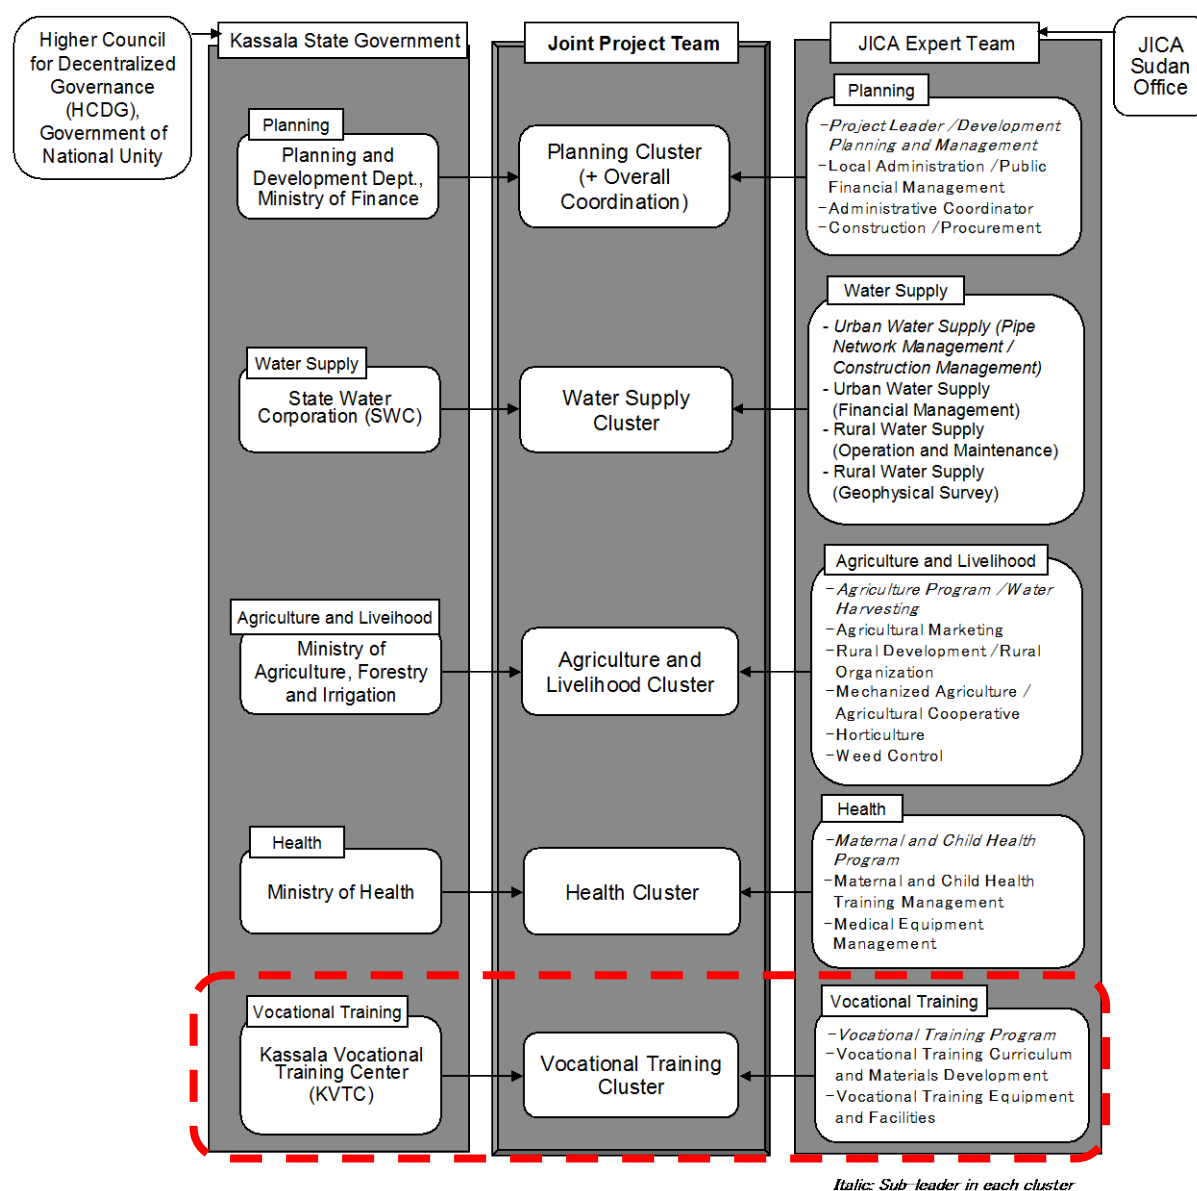 Higher Council
for Decentralized
Governance
(HCDG),
Government of
National Unity
Kassala State Government
Joint Project Team
JICA Expert Team
JICA
Sudan
Office
Planning
Planning and
Development Dept.,
Ministry of Finance
Planning Cluster
(+ Overall
Coordination)
Planning
-Project Leader /Development
Planning and Management
-Local Administration /Public
Financial Management
-Administrative Coordinator
-Construction /Procurement
Water Supply
State Water
Corporation (SWC)
Water Supply
Cluster
Water Supply
- Urban Water Supply (Pipe
Network Management /
Construction Management)
- Urban Water Supply
(Financial Management)
- Rural Water Supply
(Operation and Maintenance)
- Rural Water Supply
(Geophysical Survey)
Agriculture and Liveihood
Ministry of
Agriculture, Forestry
and Irrigation
Agriculture and
Livelihood Cluster
Agriculture and Livelihood
-Agriculture Program /Water
Harvesting
-Agricultural Marketing
-Rural Development /Rural
Organization
-Mechanized Agriculture /
Agricultural Cooperative
-Horticulture
-Weed Control
Health
Ministry of Health
Health Cluster
Health
-Maternal and Child Health
Program
-Maternal and Child Health
Training Management
-Medical Equipment
Management
Vocational Training
Kassala Vocational
Training Center
(KVTC)
Vocational Training
Cluster
Vocational Training
-Vocational Training Program
-Vocational Training Curriculum
and Materials Development
-Vocational Training Equipment
and Facilities
Italic: Sub-leader in each cluster